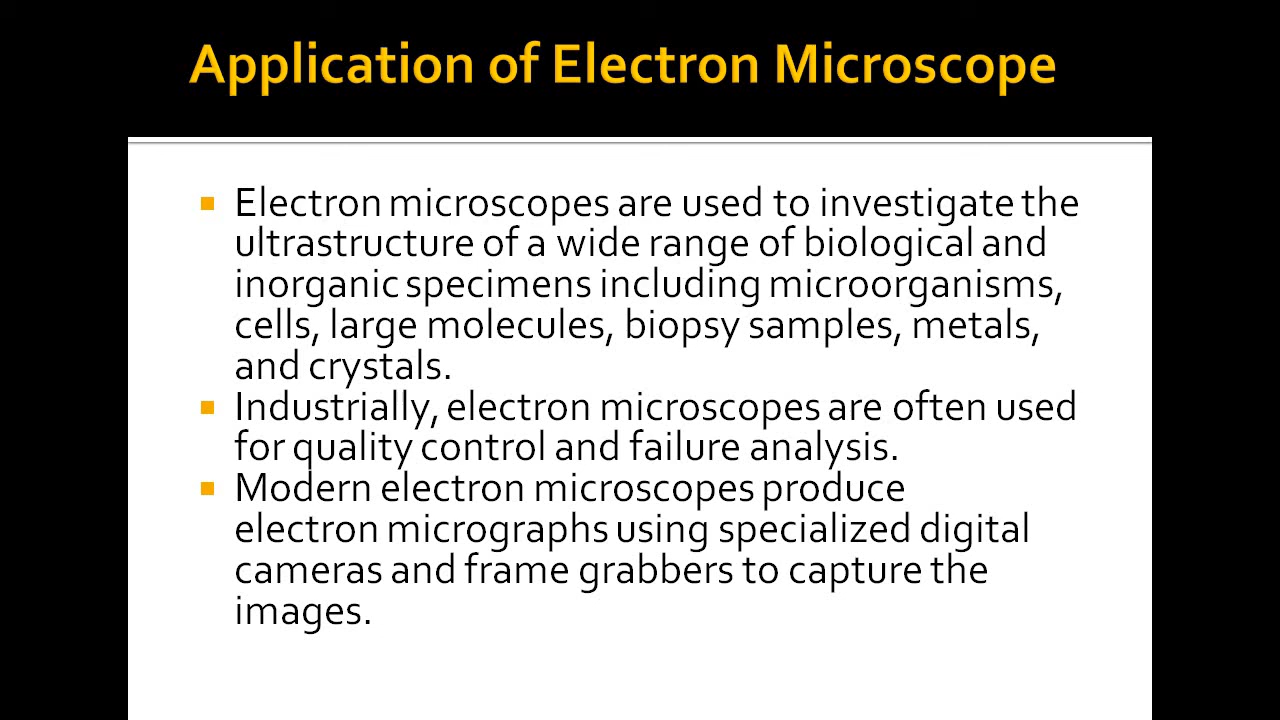 Application of Electron Microscope
Electron microscopes are used to investigate the
ultrastructure of a wide range of biological and
inorganic specimens including microorganisms,
cells, large molecules, biopsy samples, metals,
and crystals.
Industrially, electron microscopes are often used
for quality control and failure analysis.
Modern electron microscopes produce
electron micrographs using specialized digital
cameras and frame grabbers to capture the
images.